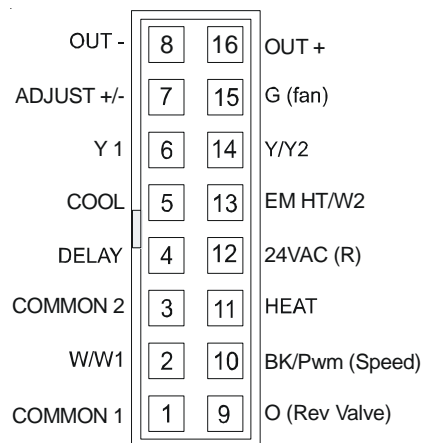 OUT - 8 16 OUT +
ADJUST +/- 7 15 G (fan)
Y 1 6 14 Y/Y2
COOL 5 13 EM HT/W2
DELAY 4 12 24VAC (R)
COMMON 2 3 11 HEAT
W/W1 2 10 BK/Pwm (Speed)
COMMON 1 1 9 O (Rev Valve)